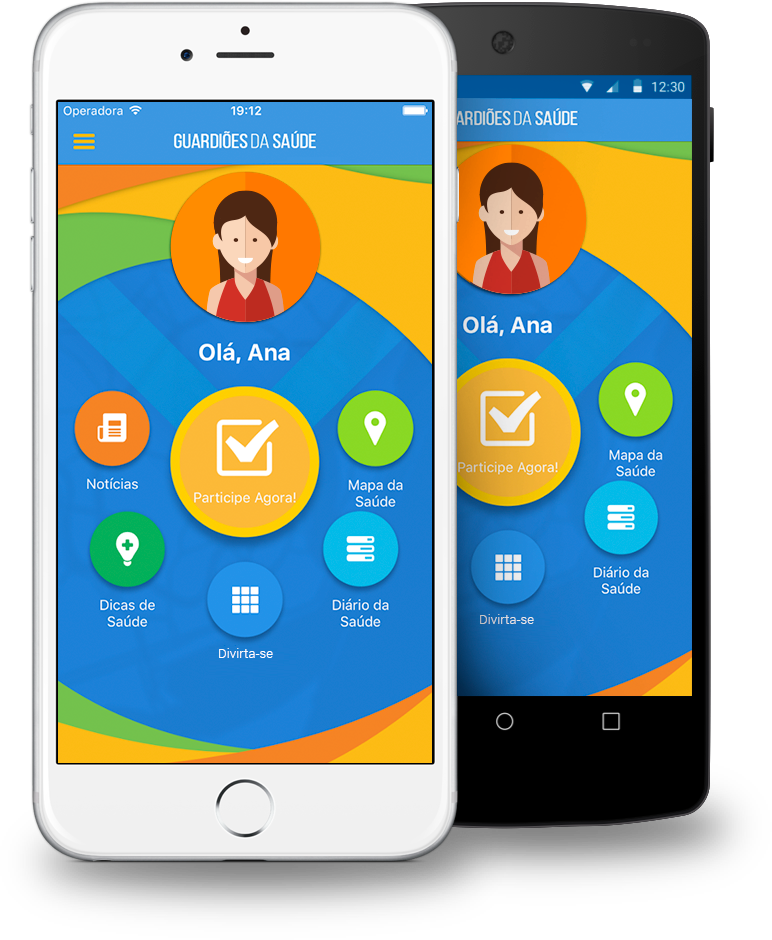 Operadora
19:12
GUARDIÕES DA SAÚDE
Olá, Ana
Participe Agora!
Notícias
Mapa da
Saúde
Dicas de
Saúde
Divirta-se
Diário da
Saúde
12:30
ARDIÕES DA SAÚDE
Olá, Ana
Participe Agora!
Mapa da
Saúde
Diário da
Saúde
Divirta-se